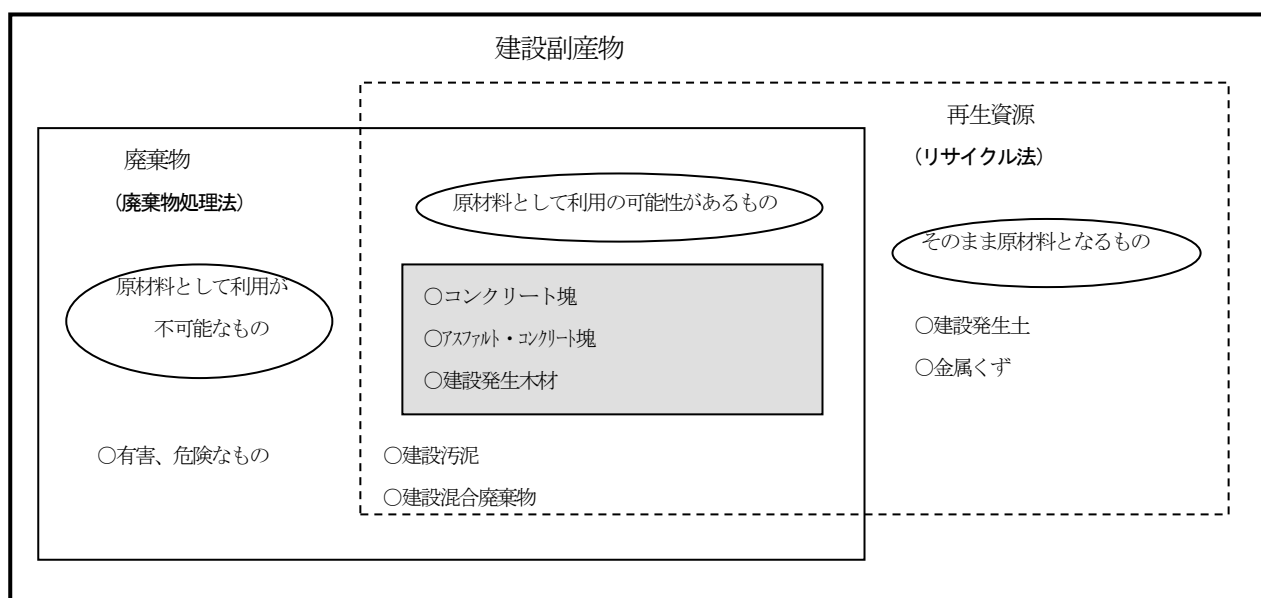 建設副産物
再生資源
（リサイクル法）
廃棄物
（廃棄物処理法）
原材料として利用の可能性があるもの
そのまま原材料となるもの
原材料として利用が
不可能なもの
○コンクリート塊
○ｱｽﾌｧﾙﾄ・ｺﾝｸﾘｰﾄ塊
○建設発生木材
○建設発生土
○金属くず
○有害、危険なもの
○建設汚泥
○建設混合廃棄物